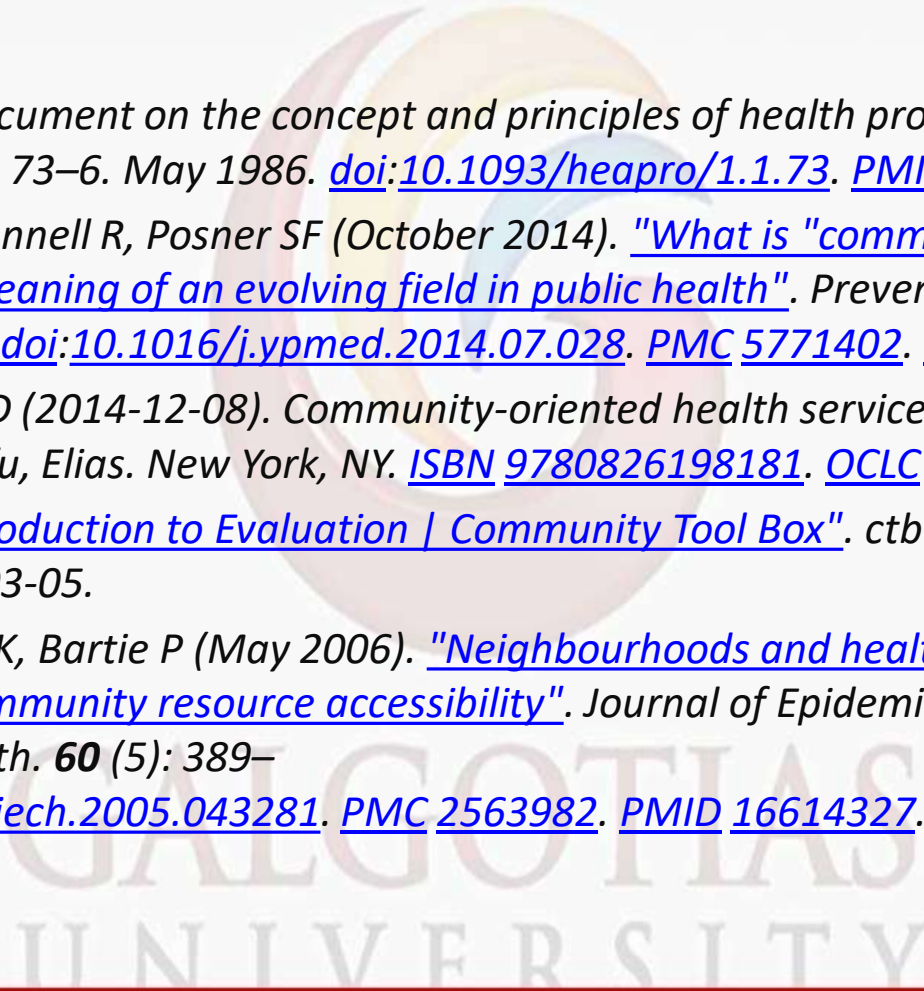 cument on the concept and principles of health pro
73–6. May 1986. doi:10.1093/heapro/1.1.73. PMI
nnell R, Posner SF (October 2014). "What is "comm
eaning of an evolving field in public health". Preven
doi:10.1016/j.ypmed.2014.07.028. PMC 5771402.
D (2014-12-08). Community-oriented health service
u, Elias. New York, NY. ISBN 9780826198181. OCLC
oduction to Evaluation | Community Tool Box". ctb
03-05.
K, Bartie P (May 2006). "Neighbourhoods and healt
mmunity resource accessibility". Journal of Epidemi
th. 60 (5): 389–
iech.2005.043281. PMC 2563982. PMID 16614327.
GALGOTIAS
UNIVERSITY